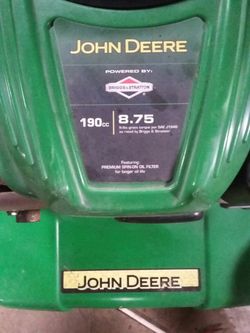 JOHN DEERE
POWERED BY:
BRIGGS & STRATTON
190cc 8.75
ft-lbs gross torque per SAE J1940
as rated by Briggs & Stratton
Featuring:
PREMIUM SPIN-ON OIL FILTER
for longer oil life
JOHN DEERE